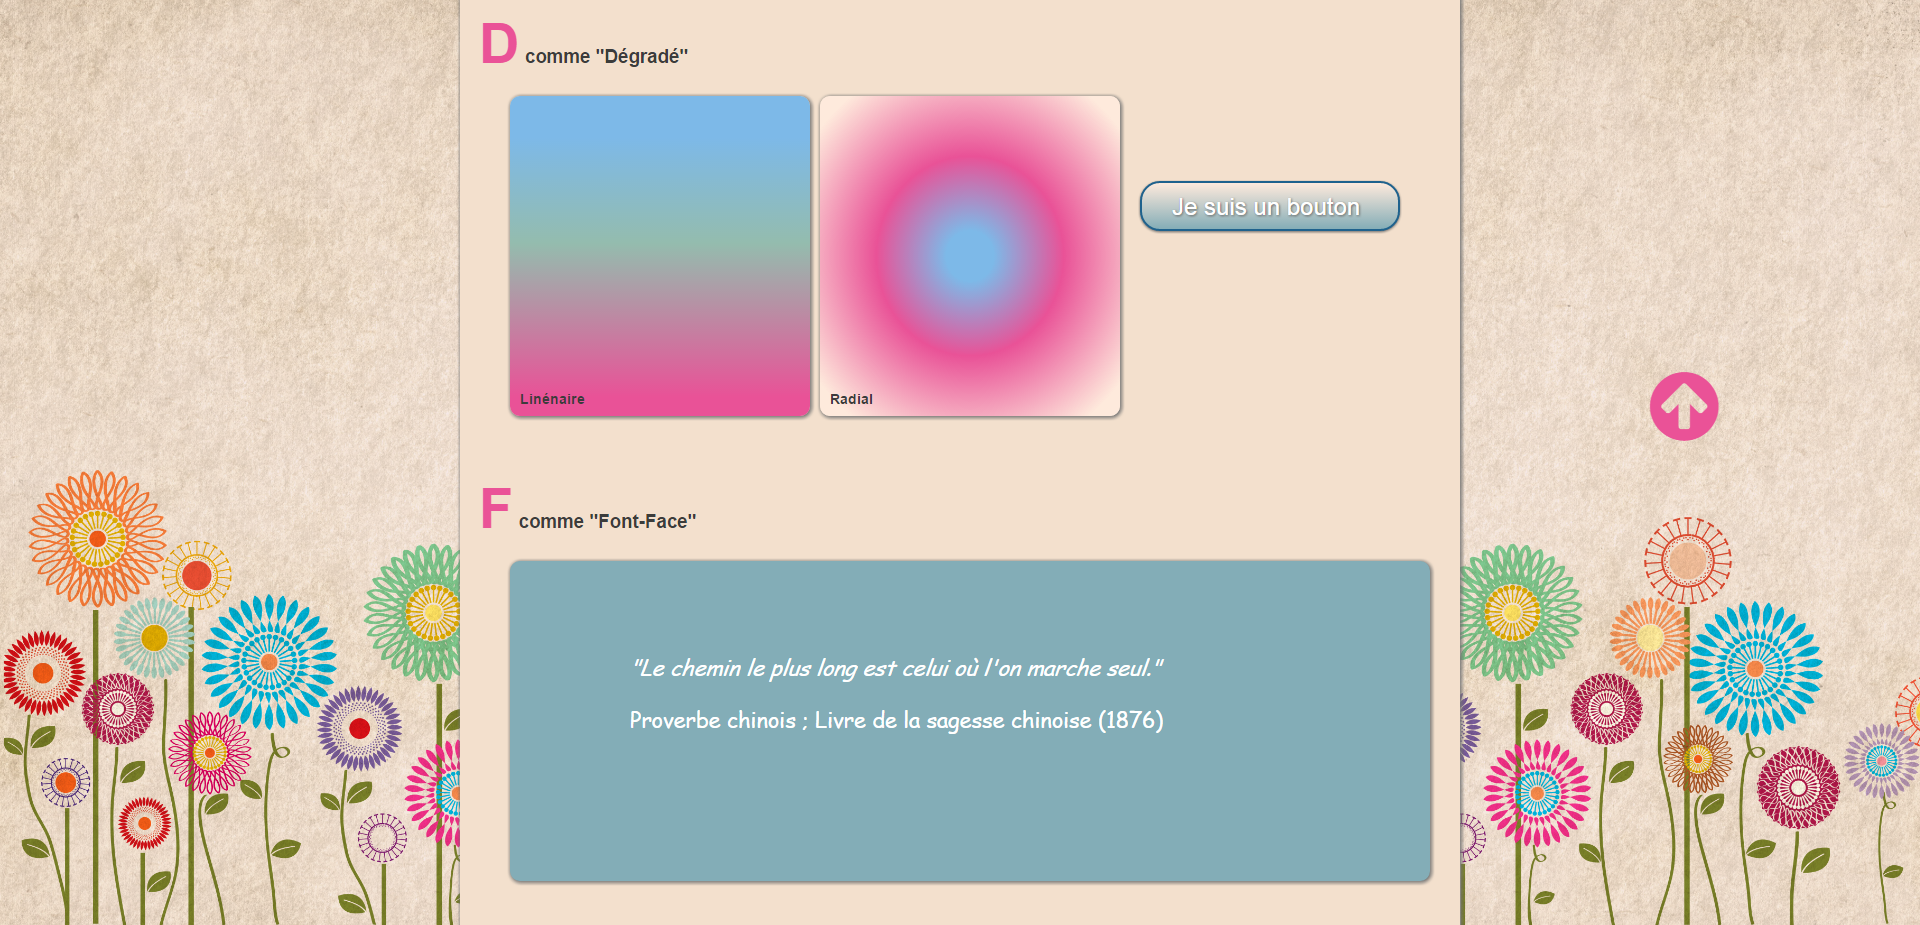 D comme "Dégradé"
Je suis un bouton
Linénaire
Radial
F comme "Font-Face"
"Le chemin le plus long est celui où l'on marche seul."
Proverbe chinois ; Livre de la sagesse chinoise (1876)